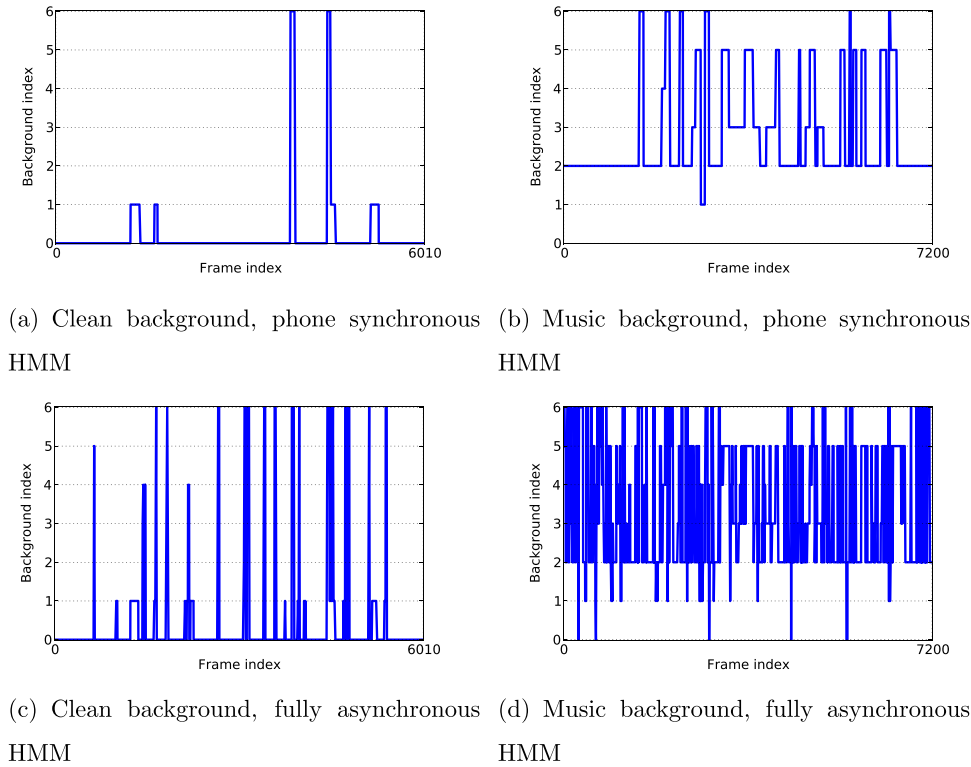 6
5
4
3
2
1
0
Background index
0
6010
Frame index
6
5
4
3
2
1
0
Background index
0
7200
Frame index
(a) Clean background, phone synchronous
HMM
(b) Music background, phone synchronous
HMM
6
5
4
3
2
1
0
Background index
0
6010
Frame index
6
5
4
3
2
1
0
Background index
0
7200
Frame index
(c) Clean background, fully asynchronous
HMM
(d) Music background, fully asynchronous
HMM